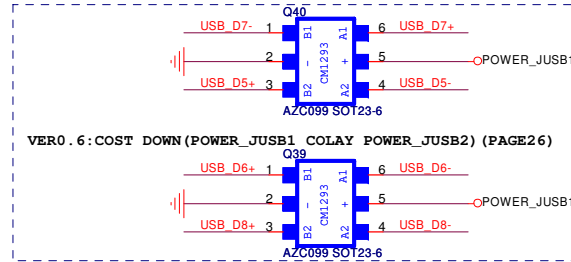 Q40
USB_D7- 1 B1 A1 6 USB_D7+
2 - CM1293 + 5 POWER_JUSB1
USB_D5+ 3 B2 A2 4 USB_D5-
AZC099 SOT23-6
VER0.6:COST DOWN(POWER_JUSB1 COLAY POWER_JUSB2)(PAGE26)
Q39
USB_D6+ 1 B1 A1 6 USB_D6-
2 - CM1293 + 5 POWER_JUSB1
USB_D8+ 3 B2 A2 4 USB_D8-
AZC099 SOT23-6